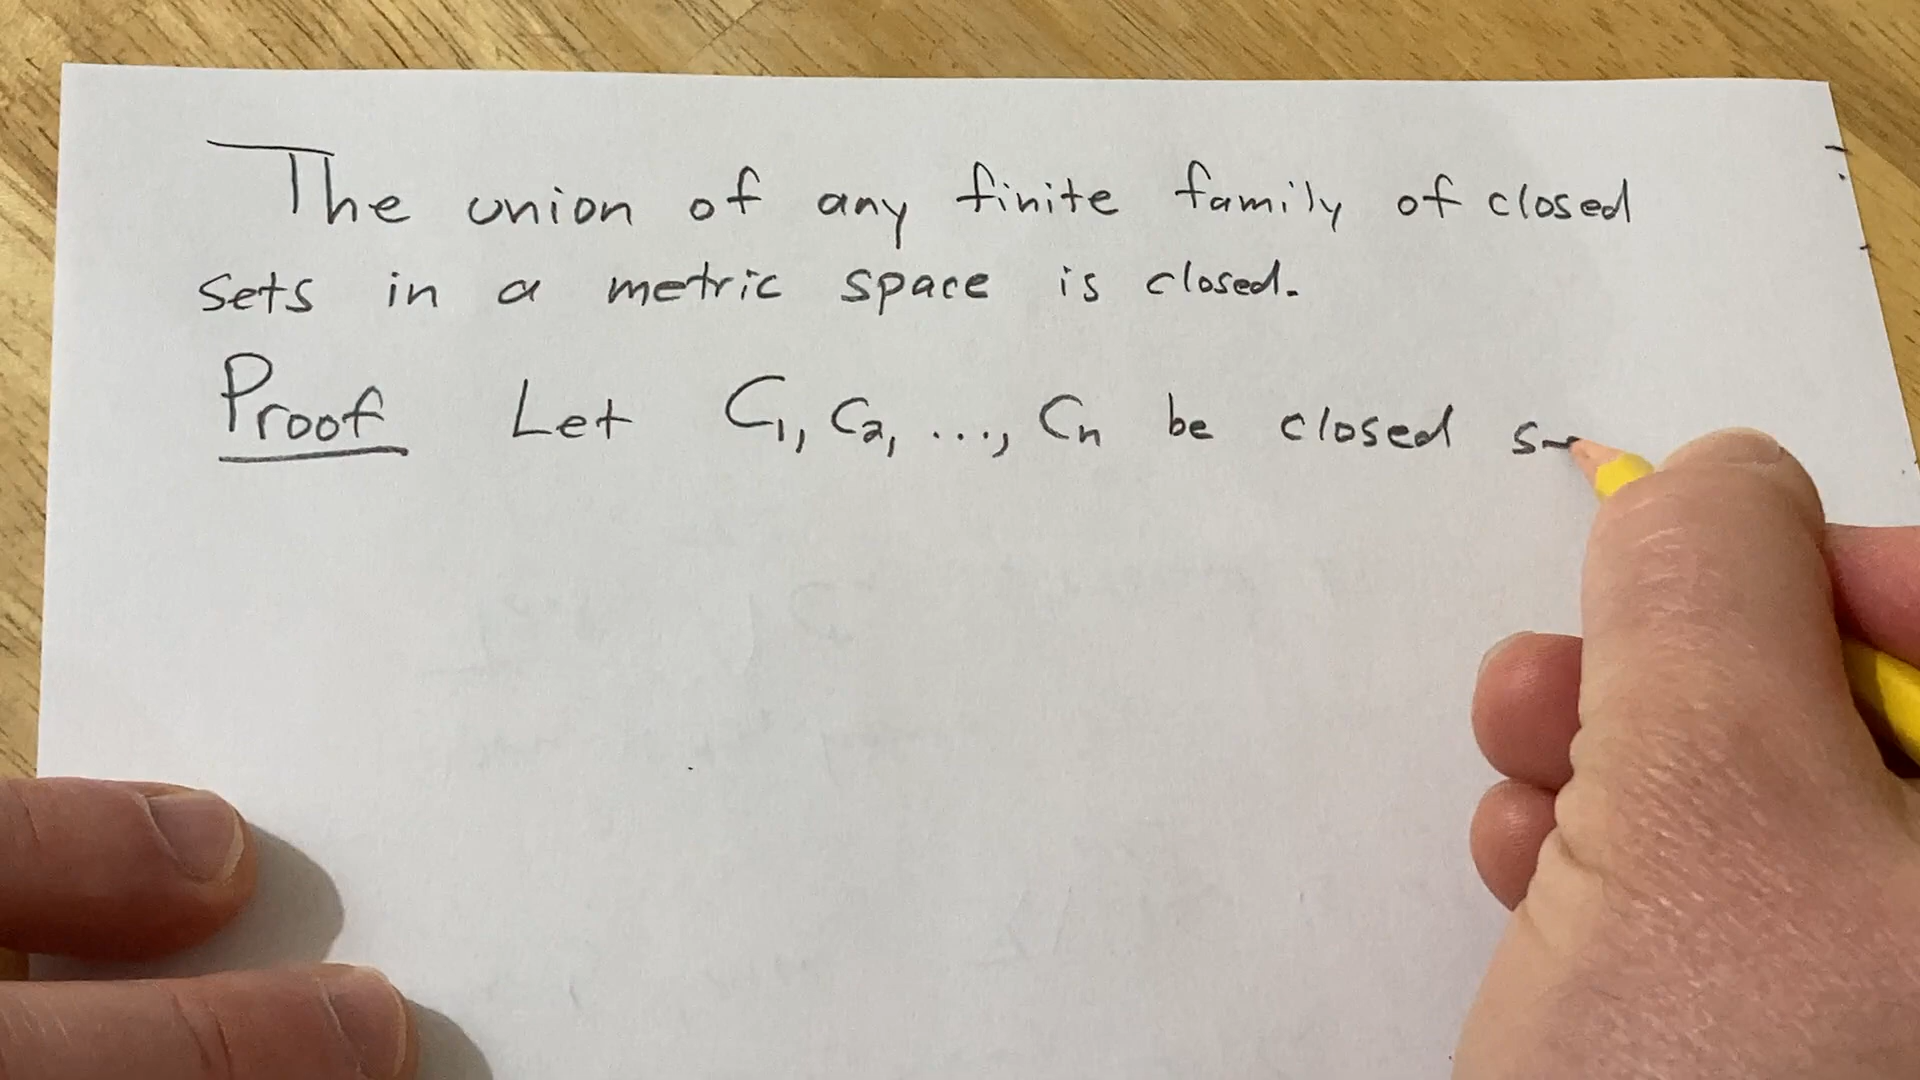 The union of any finite family of closed
sets in a metric space is closed.
Proof Let C₁, C₂, ..., Cn be closed